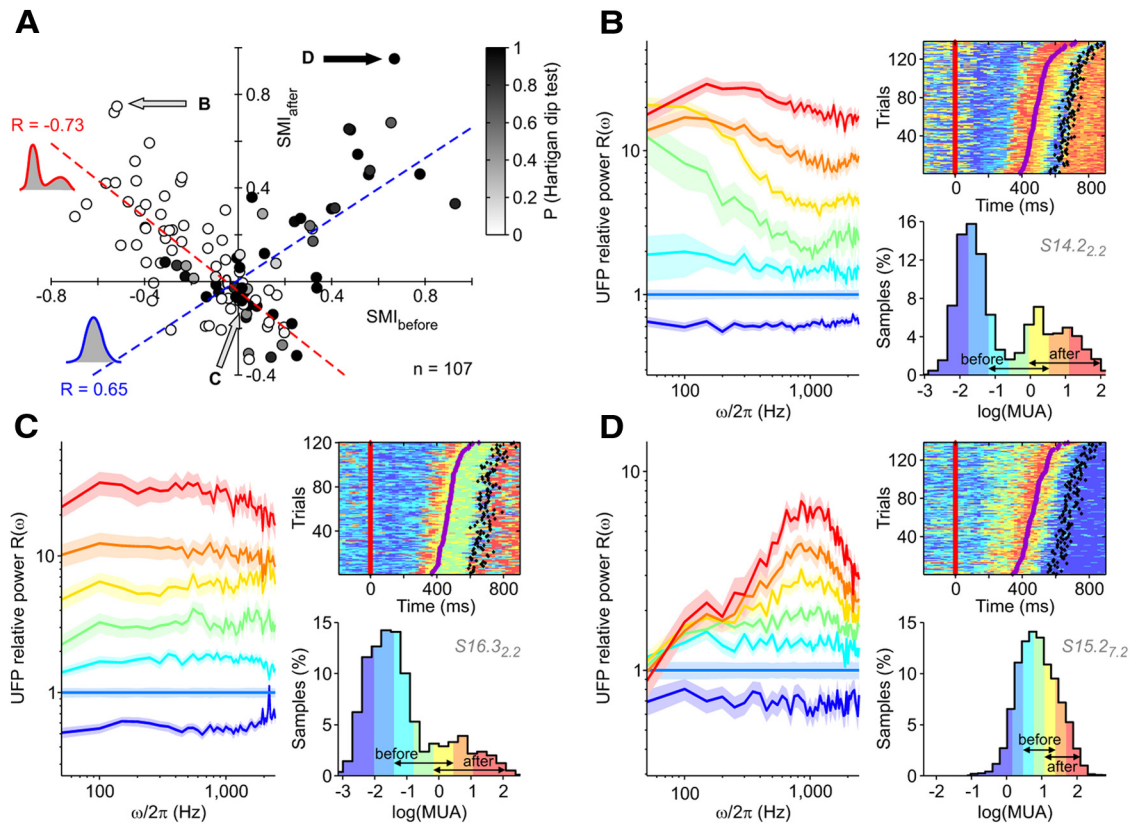 A
D
B
R = -0.73
SMIafter
0.8
0.4
-0.8
-0.4
0.4
0.8
SMIbefore
R = 0.65
C
-0.4
n = 107
1
0.8
0.6
0.4
0.2
0
P (Hartigan dip test)
B
UFP relative power R(ω)
10
1
100
1,000
ω/2π (Hz)
Trials
120
80
40
0
400
800
Time (ms)
S14.22.2
Samples (%)
16
12
8
4
0
before
after
-3
-2
-1
0
1
2
log(MUA)
C
UFP relative power R(ω)
10
1
100
1,000
ω/2π (Hz)
Trials
120
80
40
0
400
800
Time (ms)
S16.32.2
Samples (%)
15
10
5
0
before
after
-3
-2
-1
0
1
2
log(MUA)
D
UFP relative power R(ω)
10
1
0.00
100
1,000
ω/2π (Hz)
Trials
120
80
40
0
400
800
Time (ms)
S15.27.2
Samples (%)
15
10
5
0
before
after
-2
-1
0
1
2
log(MUA)